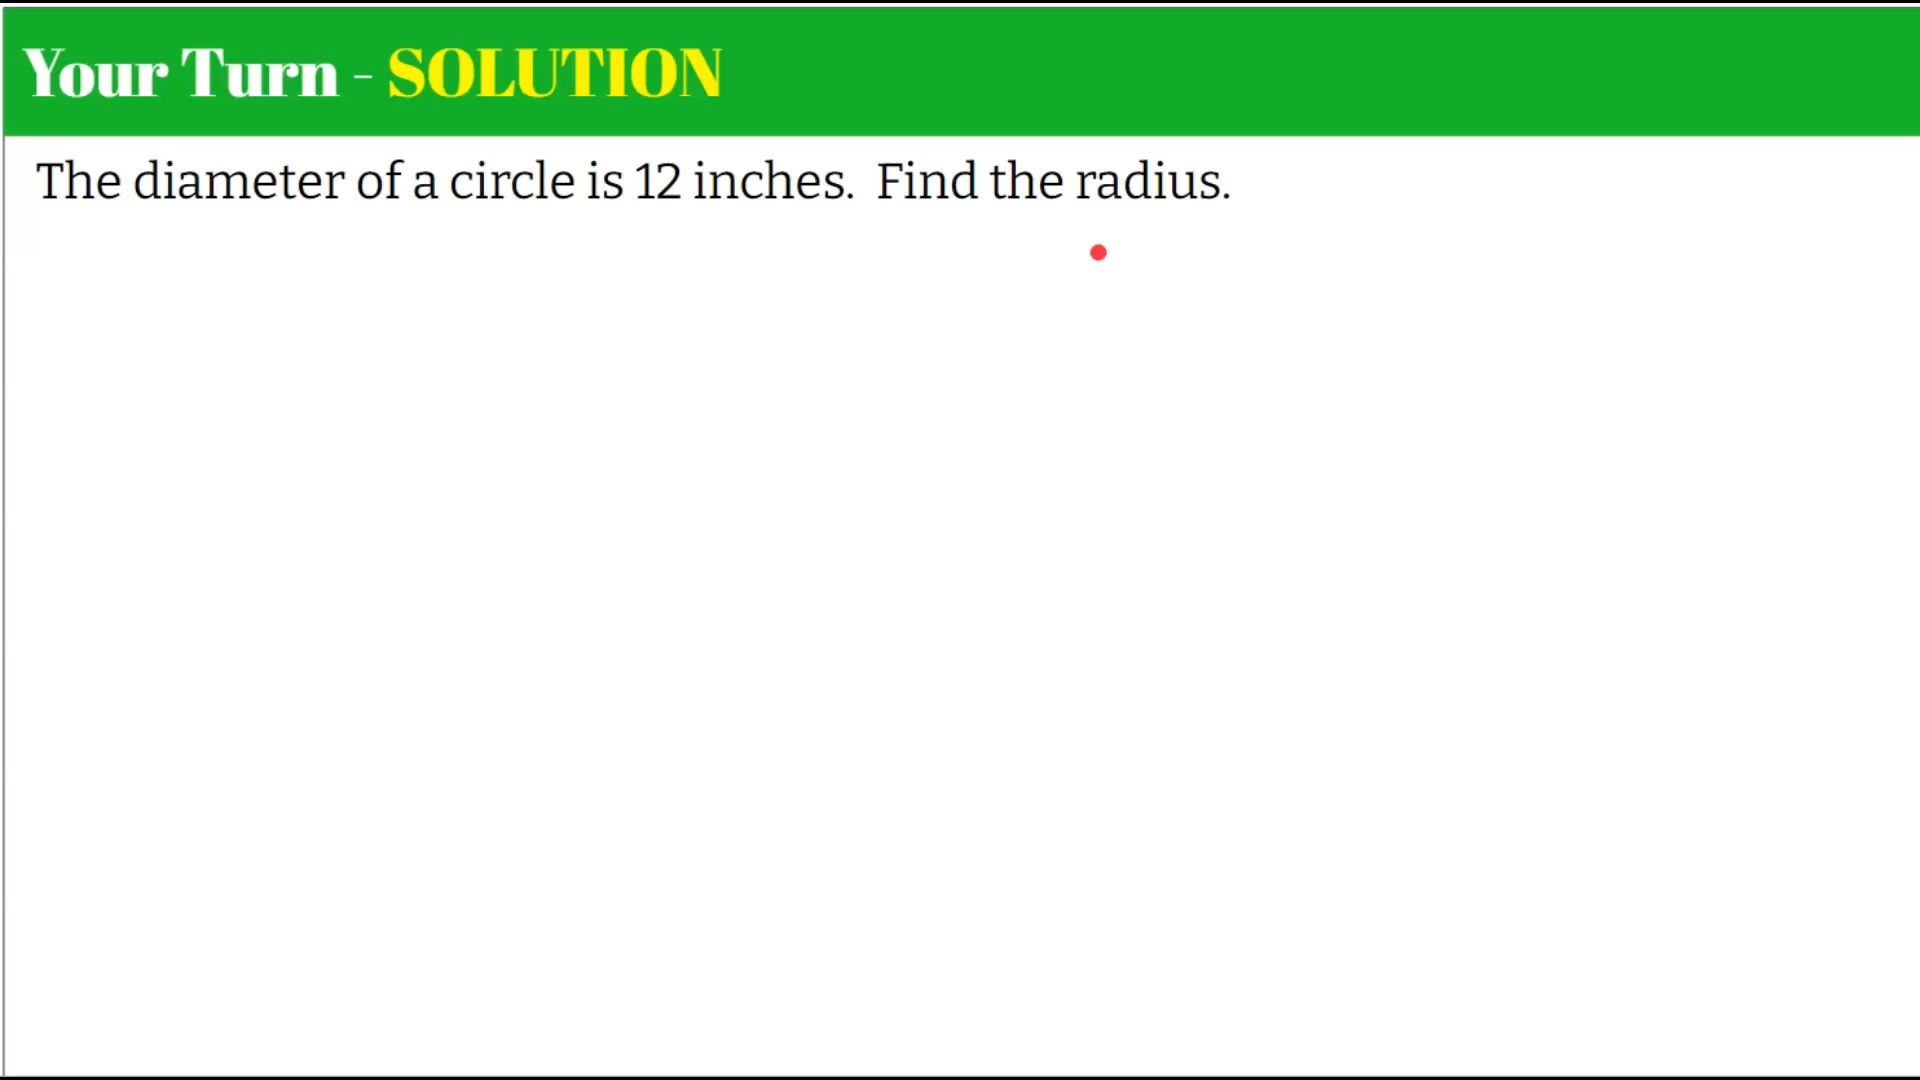 Your Turn - SOLUTION
The diameter of a circle is 12 inches.  Find the radius.